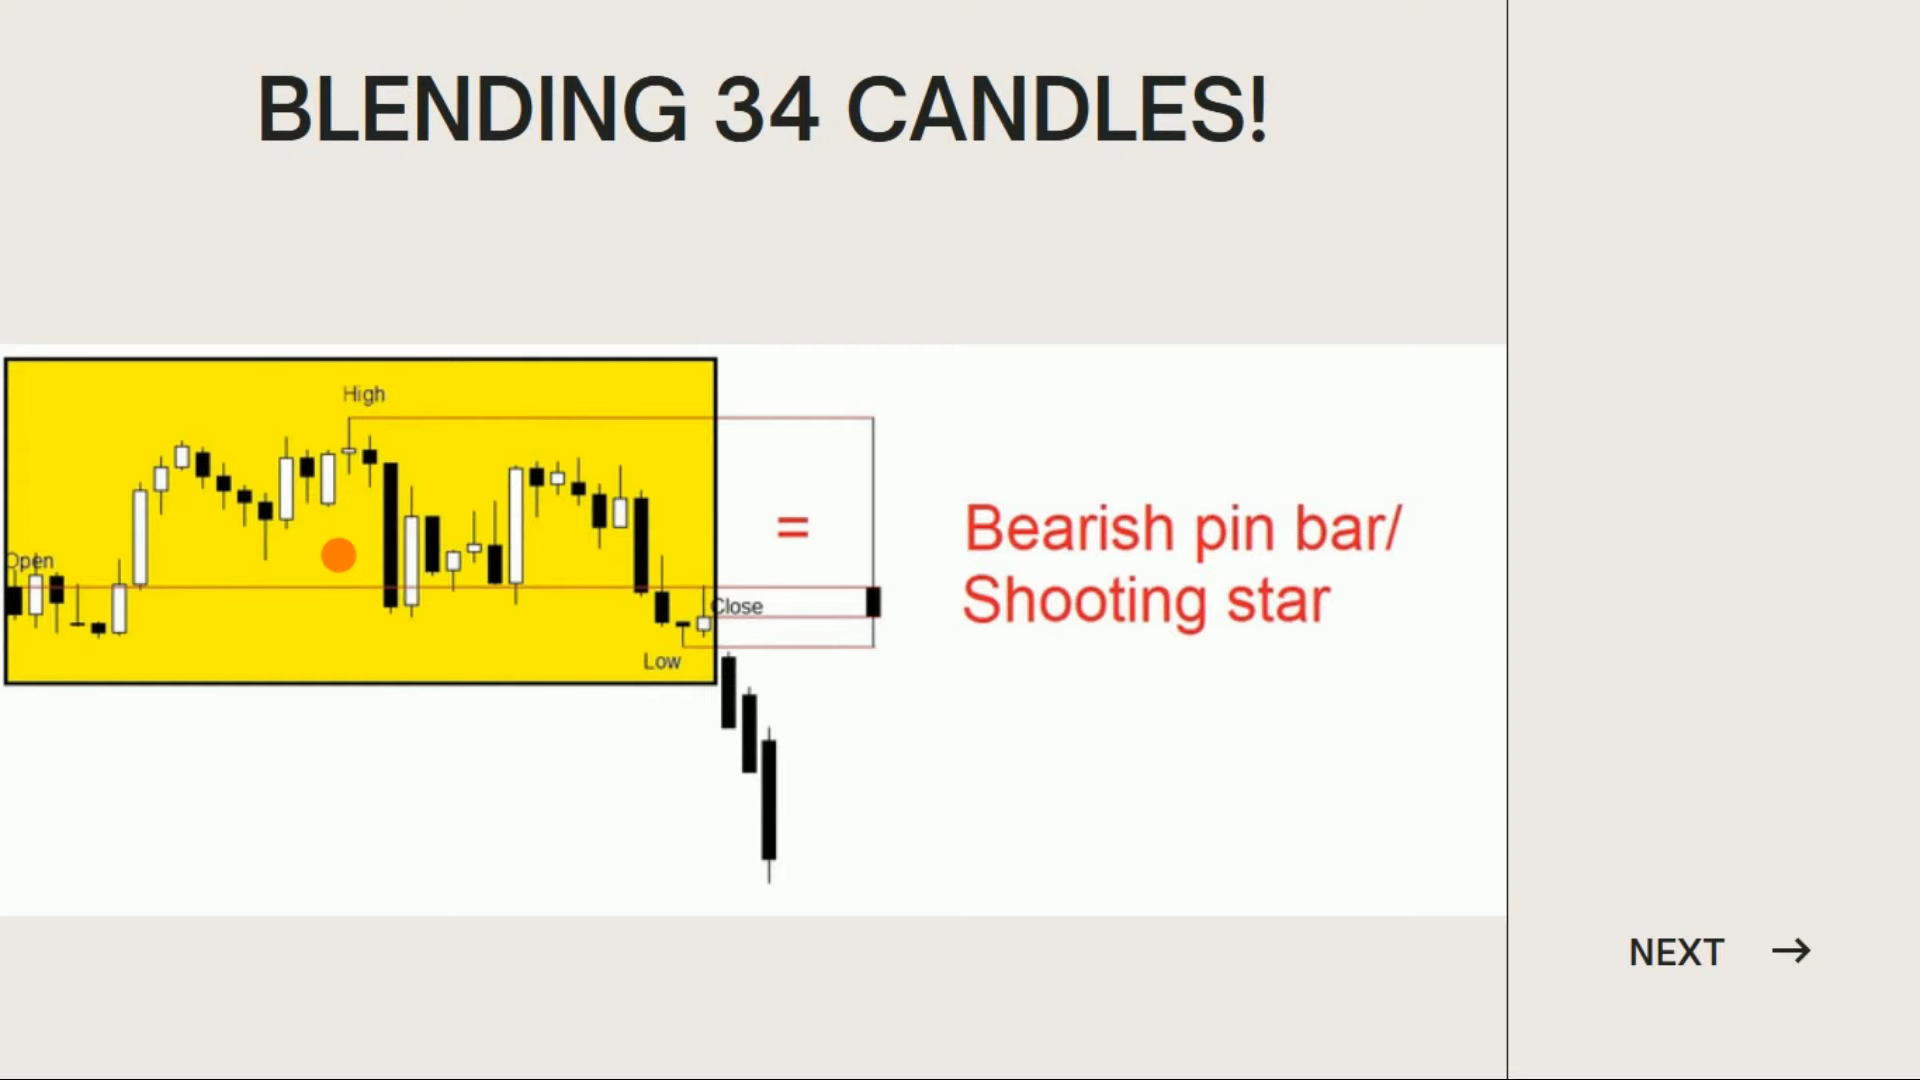 BLENDING 34 CANDLES!
High
Open
=
Bearish pin bar/
Shooting star
Close
Low
NEXT →